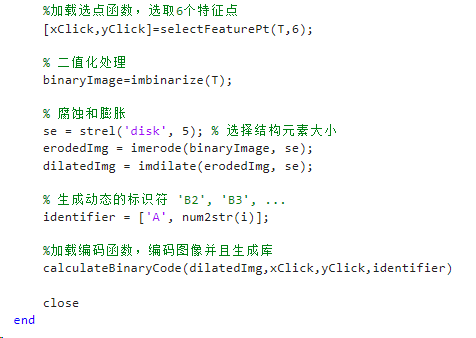 %加载选点函数，选取6个特征点
[xClick,yClick]=selectFeaturePt(T,6);
% 二值化处理
binaryImage=imbinarize(T);
% 腐蚀和膨胀
se = strel('disk', 5); % 选择结构元素大小
erodedImg = imerode(binaryImage, se);
dilatedImg = imdilate(erodedImg, se);
% 生成动态的标识符 'B2', 'B3', ...
identifier = ['A', num2str(i)];
%加载编码函数，编码图像并且生成库
calculateBinaryCode(dilatedImg,xClick,yClick,identifier)
close
end